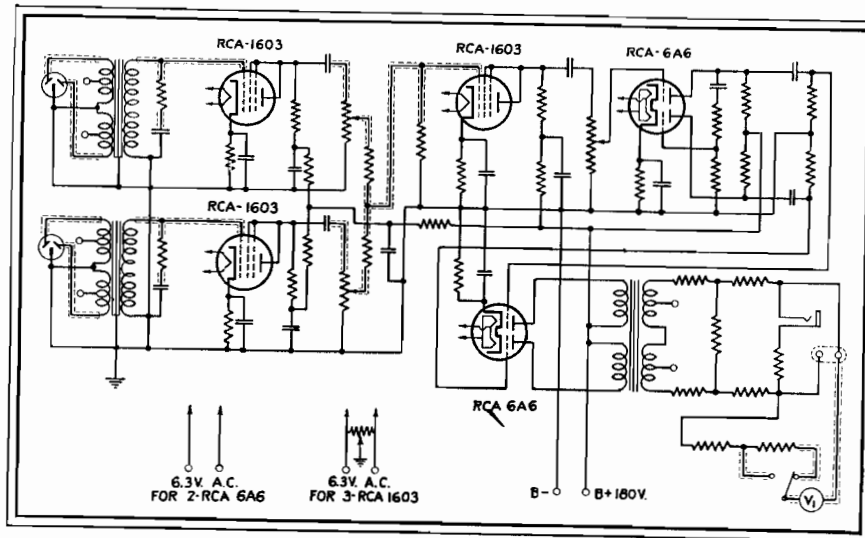 RCA-1603
RCA-1603
RCA-6A6
RCA-1603
RCA 6A6
6.3V. A.C.
FOR 2-RCA 6A6
6.3V. A.C.
FOR 3-RCA 1603
B-
B+180V.
V1